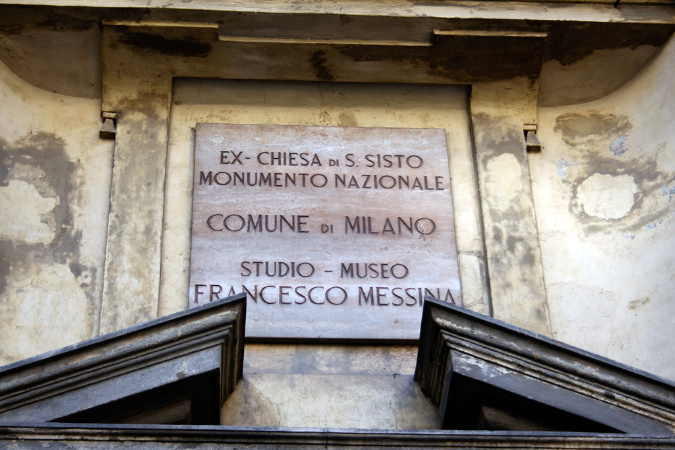 EX- CHIESA DI S. SISTO
MONUMENTO NAZIONALE
COMUNE DI MILANO
STUDIO - MUSEO
FRANCESCO MESSINA